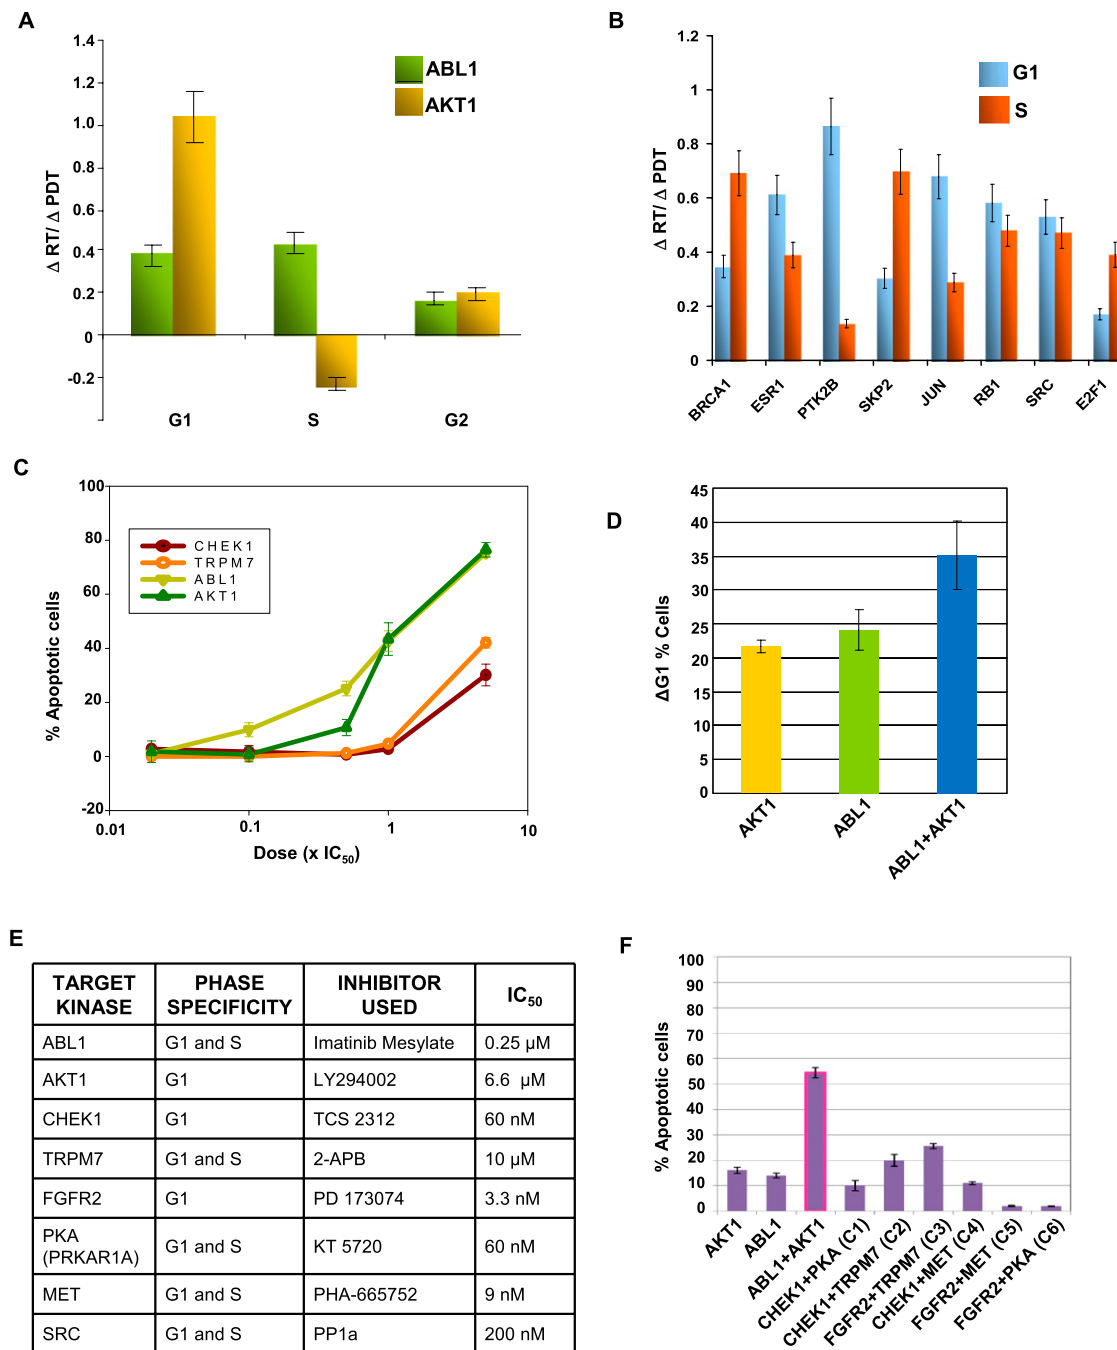 A
1.4
1.2
1.0
0.8
0.6
0.4
0.2
0
-0.2
Δ RT/ Δ PDT
ABL1
AKT1
G1
S
G2
B
1.2
1
0.8
0.6
0.4
0.2
0
Δ RT/ Δ PDT
G1
S
BRCA1
ESR1
PTK2B
SKP2
JUN
RB1
SRC
E2F1
C
100
80
60
40
20
0
-20
% Apoptotic cells
CHEK1
TRPM7
ABL1
AKT1
0.01
0.1
1
10
Dose (x IC50)
D
45
40
35
30
25
20
15
10
5
0
ΔG1 % Cells
AKT1
ABL1
ABL1+AKT1
E
TARGET KINASE
PHASE SPECIFICITY
INHIBITOR USED
IC50
ABL1 G1 and S Imatinib Mesylate 0.25 µM
AKT1 G1 LY294002 6.6 µM
CHEK1 G1 TCS 2312 60 nM
TRPM7 G1 and S 2-APB 10 µM
FGFR2 G1 PD 173074 3.3 nM
PKA
(PRKAR1A) G1 and S KT 5720 60 nM
MET G1 and S PHA-665752 9 nM
SRC G1 and S PP1a 200 nM
F
100
90
80
70
60
50
40
30
20
10
0
% Apoptotic cells
AKT1
ABL1
ABL1+AKT1
CHEK1+PKA (C1)
CHEK1+TRPM7 (C2)
FGFR2+TRPM7 (C3)
CHEK1+MET (C4)
FGFR2+MET (C5)
FGFR2+PKA (C6)